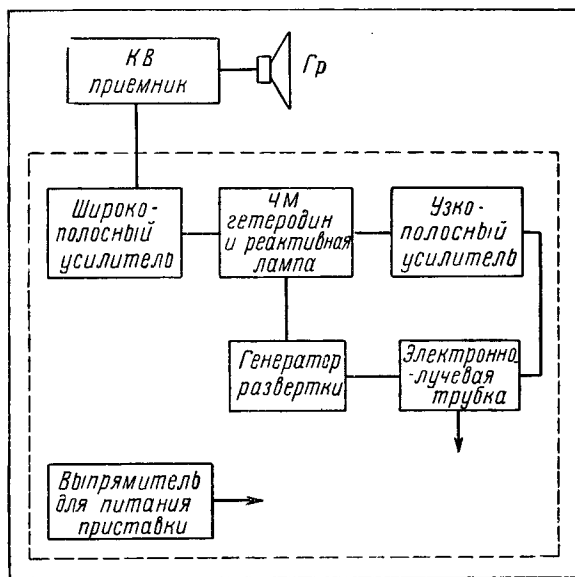 КВ
приемник
Гр
Широко-
полосный
усилитель
ЧМ
гетеродин
и реактивная
лампа
Узко-
полосный
усилитель
Генератор
развертки
Электронно
-лучевая
трубка
Выпрямитель
для питания
приставки